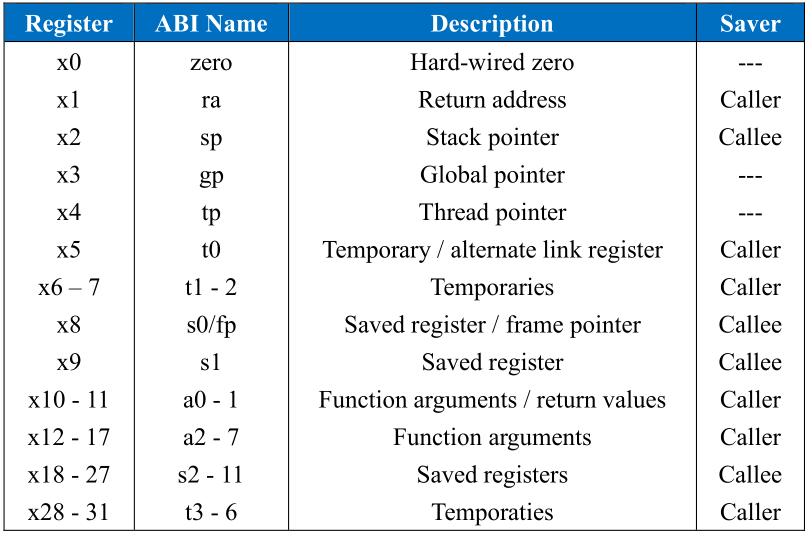 Register ABI Name Description Saver
x0 zero Hard-wired zero ---
x1 ra Return address Caller
x2 sp Stack pointer Callee
x3 gp Global pointer ---
x4 tp Thread pointer ---
x5 t0 Temporary / alternate link register Caller
x6 – 7 t1 - 2 Temporaries Caller
x8 s0/fp Saved register / frame pointer Callee
x9 s1 Saved register Callee
x10 - 11 a0 - 1 Function arguments / return values Caller
x12 - 17 a2 - 7 Function arguments Caller
x18 - 27 s2 - 11 Saved registers Callee
x28 - 31 t3 - 6 Temporaties Caller